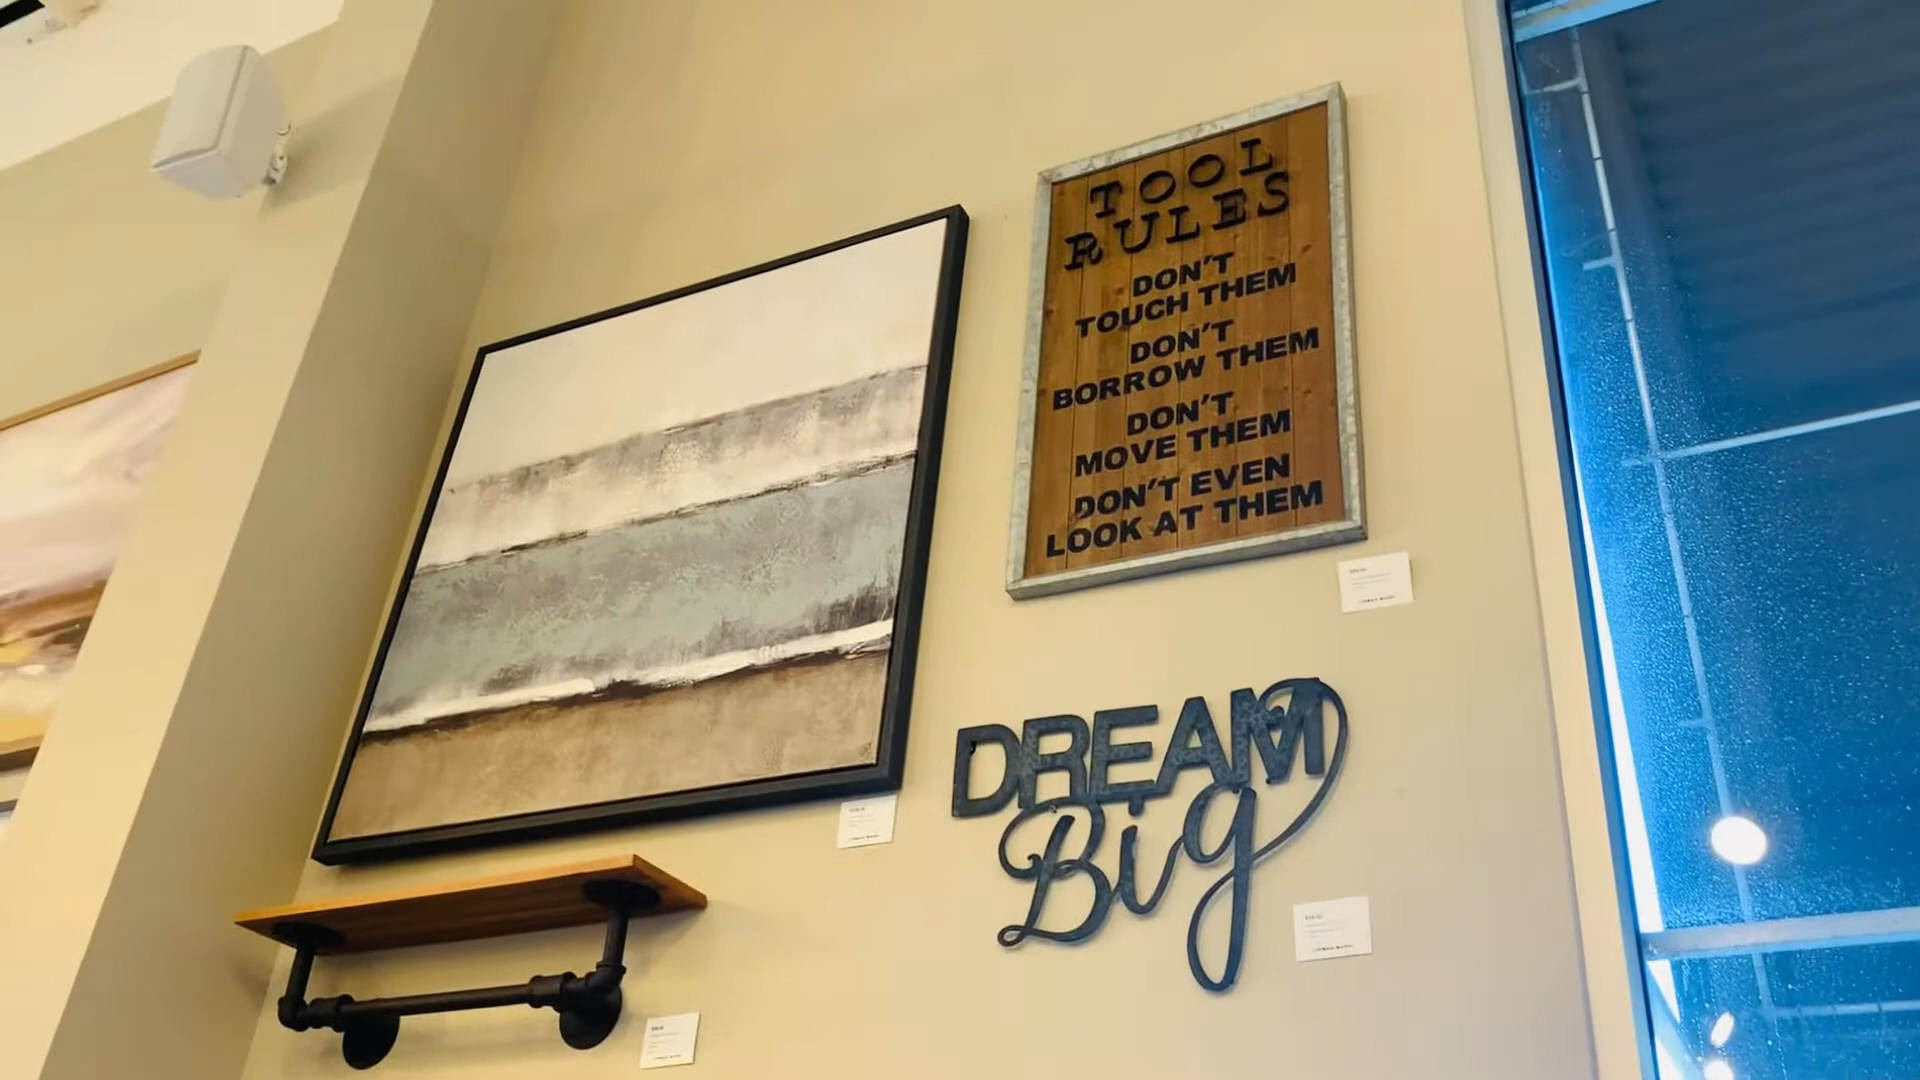 TOOL
RULES
DON'T
TOUCH THEM
DON'T
BORROW THEM
DON'T
MOVE THEM
DON'T EVEN
LOOK AT THEM
DREAM
Big